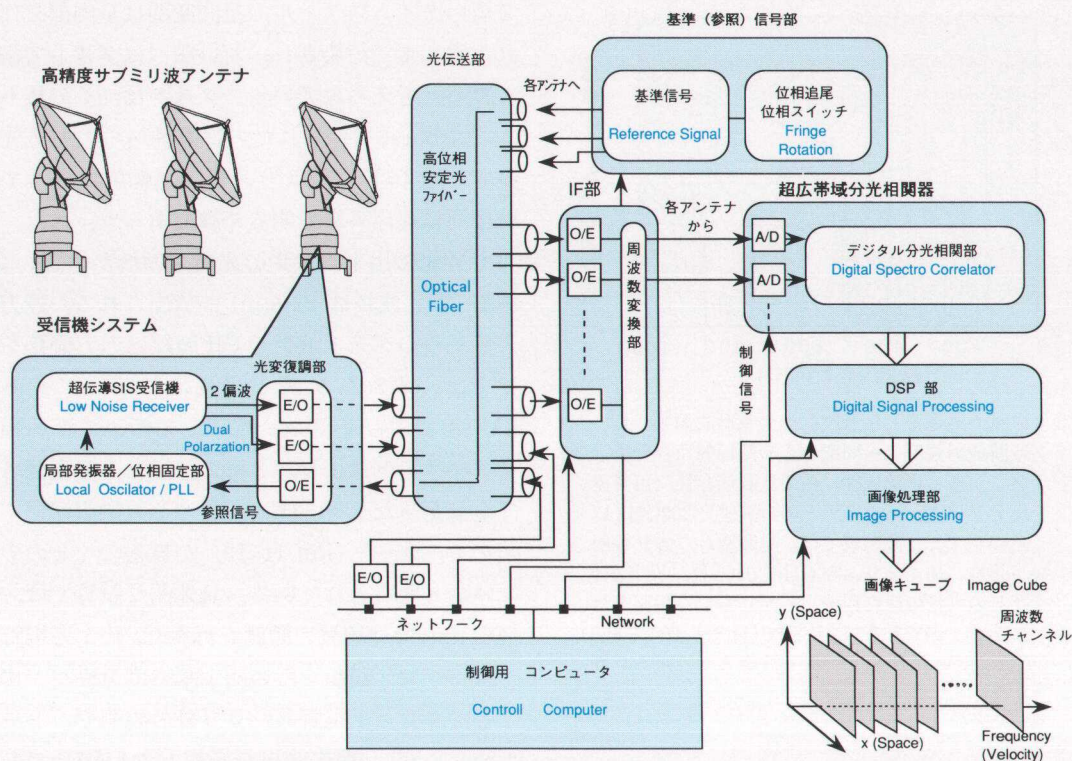 基準（参照）信号部
光伝送部
高精度サブミリ波アンテナ
各アンテナへ
基準信号
Reference Signal
位相追尾
位相スイッチ
Fringe
Rotation
高位相
安定光
ファイバー
Optical
Fiber
IF部
各アンテナ
から
超広帯域分光相関器
O/E
O/E
O/E
周波数変換部
A/D
A/D
デジタル分光相関部
Digital Spectro Correlator
制御信号
受信機システム
光変復調部
超伝導SIS受信機
Low Noise Receiver
2偏波
Dual
Polarzation
E/O
E/O
O/E
局部発振器／位相固定部
Local Oscilator / PLL
参照信号
DSP 部
Digital Signal Processing
画像処理部
Image Processing
画像キューブ Image Cube
E/O
E/O
ネットワーク
Network
制御用 コンピュータ
Controll Computer
y (Space)
周波数
チャンネル
x (Space)
Frequency
(Velocity)